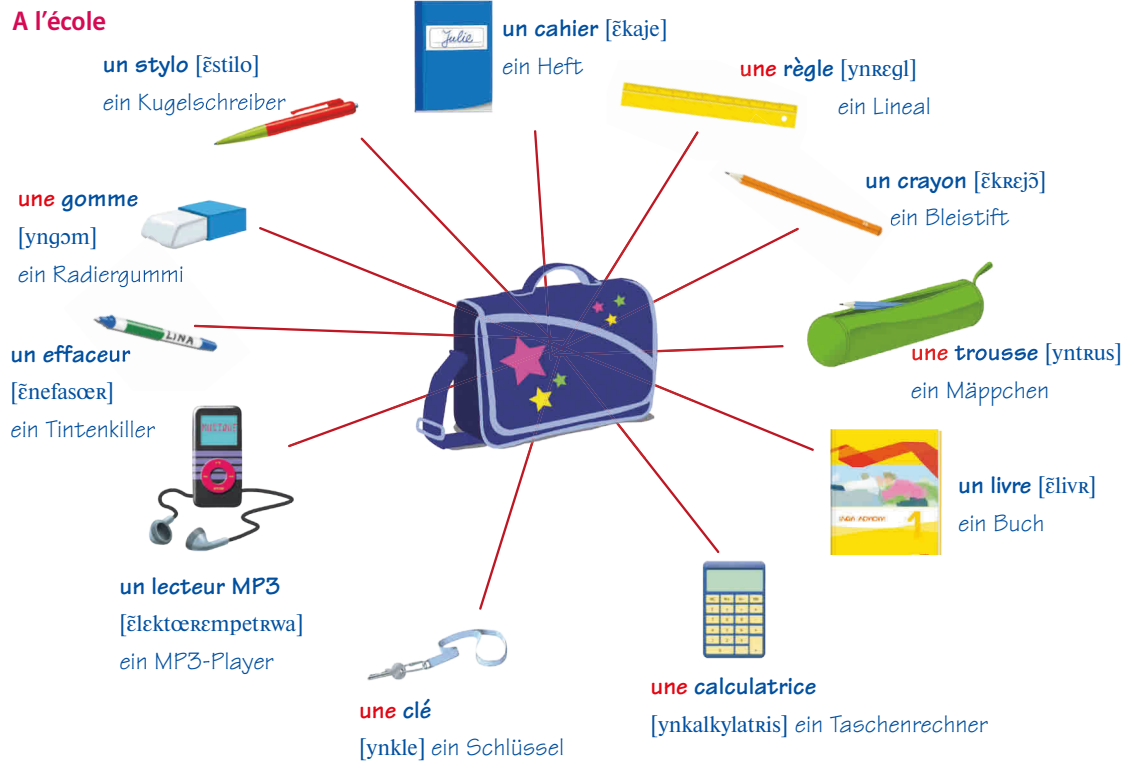 A l'école
un stylo [ɛ̃stilo]
ein Kugelschreiber
Julie
un cahier [ɛ̃kaje]
ein Heft
une règle [ynʀɛgl]
ein Lineal
un crayon [ɛ̃kʀɛjɔ̃]
ein Bleistift
une gomme
[yngɔm]
ein Radiergummi
LINA
un effaceur
[ɛ̃nefasœʀ]
ein Tintenkiller
une trousse [yntʀus]
ein Mäppchen
MUSIQUE
un lecteur MP3
[ɛ̃lɛktœʀɛmpetʀwa]
ein MP3-Player
1
un livre [ɛ̃livʀ]
ein Buch
une clé
[ynkle] ein Schlüssel
une calculatrice
[ynkalkylatʀis] ein Taschenrechner